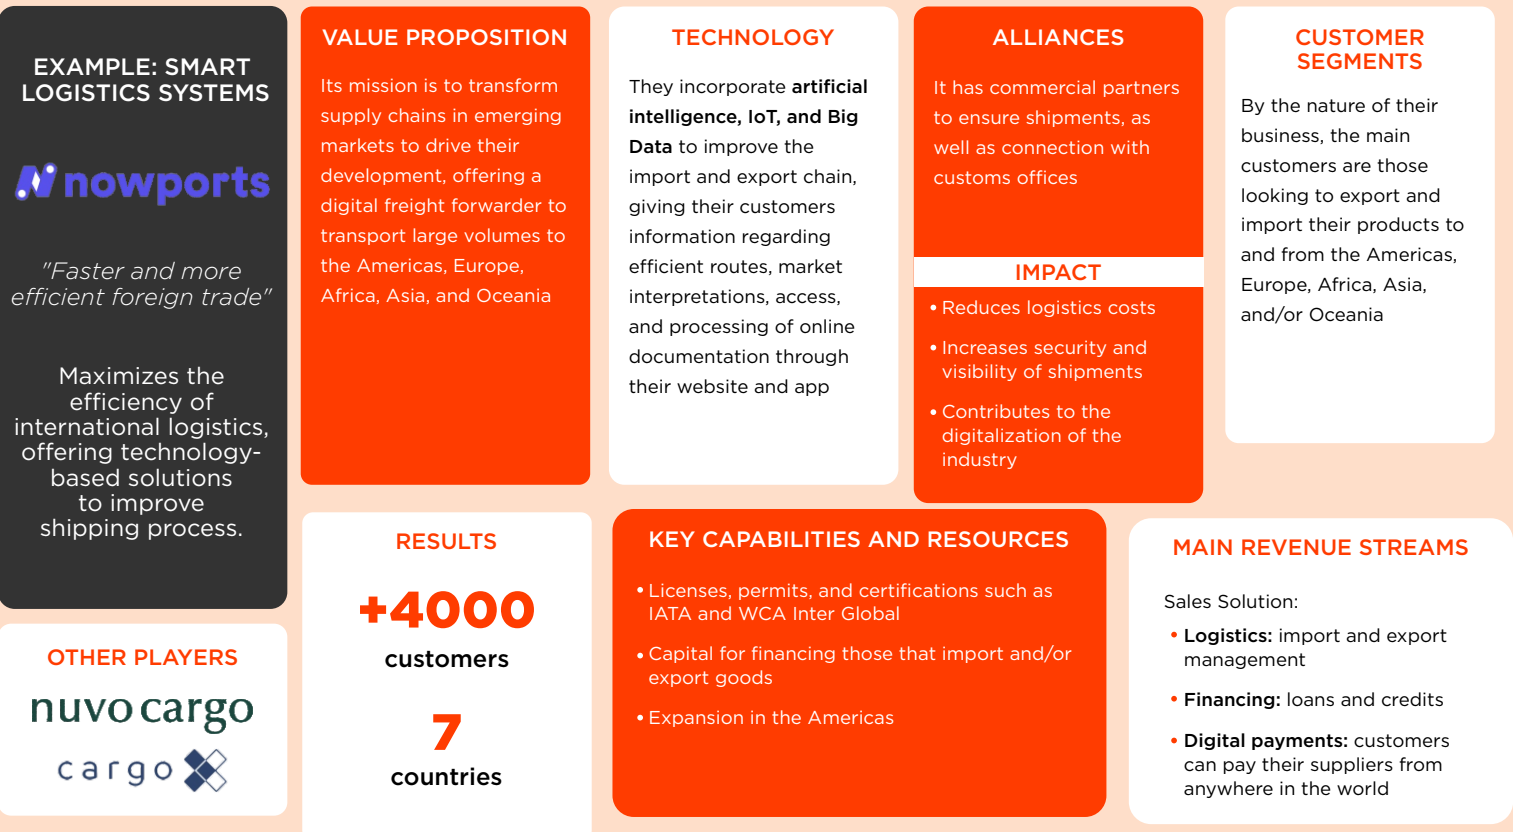 EXAMPLE: SMART
LOGISTICS SYSTEMS
nowports
"Faster and more
efficient foreign trade"
Maximizes the
efficiency of
international logistics,
offering technology-
based solutions
to improve
shipping process.
OTHER PLAYERS
nuvocargo
cargo
VALUE PROPOSITION
Its mission is to transform
supply chains in emerging
markets to drive their
development, offering a
digital freight forwarder to
transport large volumes to
the Americas, Europe,
Africa, Asia, and Oceania
TECHNOLOGY
They incorporate artificial
intelligence, IoT, and Big
Data to improve the
import and export chain,
giving their customers
information regarding
efficient routes, market
interpretations, access,
and processing of online
documentation through
their website and app
ALLIANCES
It has commercial partners
to ensure shipments, as
well as connection with
customs offices
IMPACT
• Reduces logistics costs
• Increases security and
visibility of shipments
• Contributes to the
digitalization of the
industry
CUSTOMER
SEGMENTS
By the nature of their
business, the main
customers are those
looking to export and
import their products to
and from the Americas,
Europe, Africa, Asia,
and/or Oceania
RESULTS
+4000
customers
7
countries
KEY CAPABILITIES AND RESOURCES
• Licenses, permits, and certifications such as
IATA and WCA Inter Global
• Capital for financing those that import and/or
export goods
• Expansion in the Americas
MAIN REVENUE STREAMS
Sales Solution:
• Logistics: import and export
management
• Financing: loans and credits
• Digital payments: customers
can pay their suppliers from
anywhere in the world